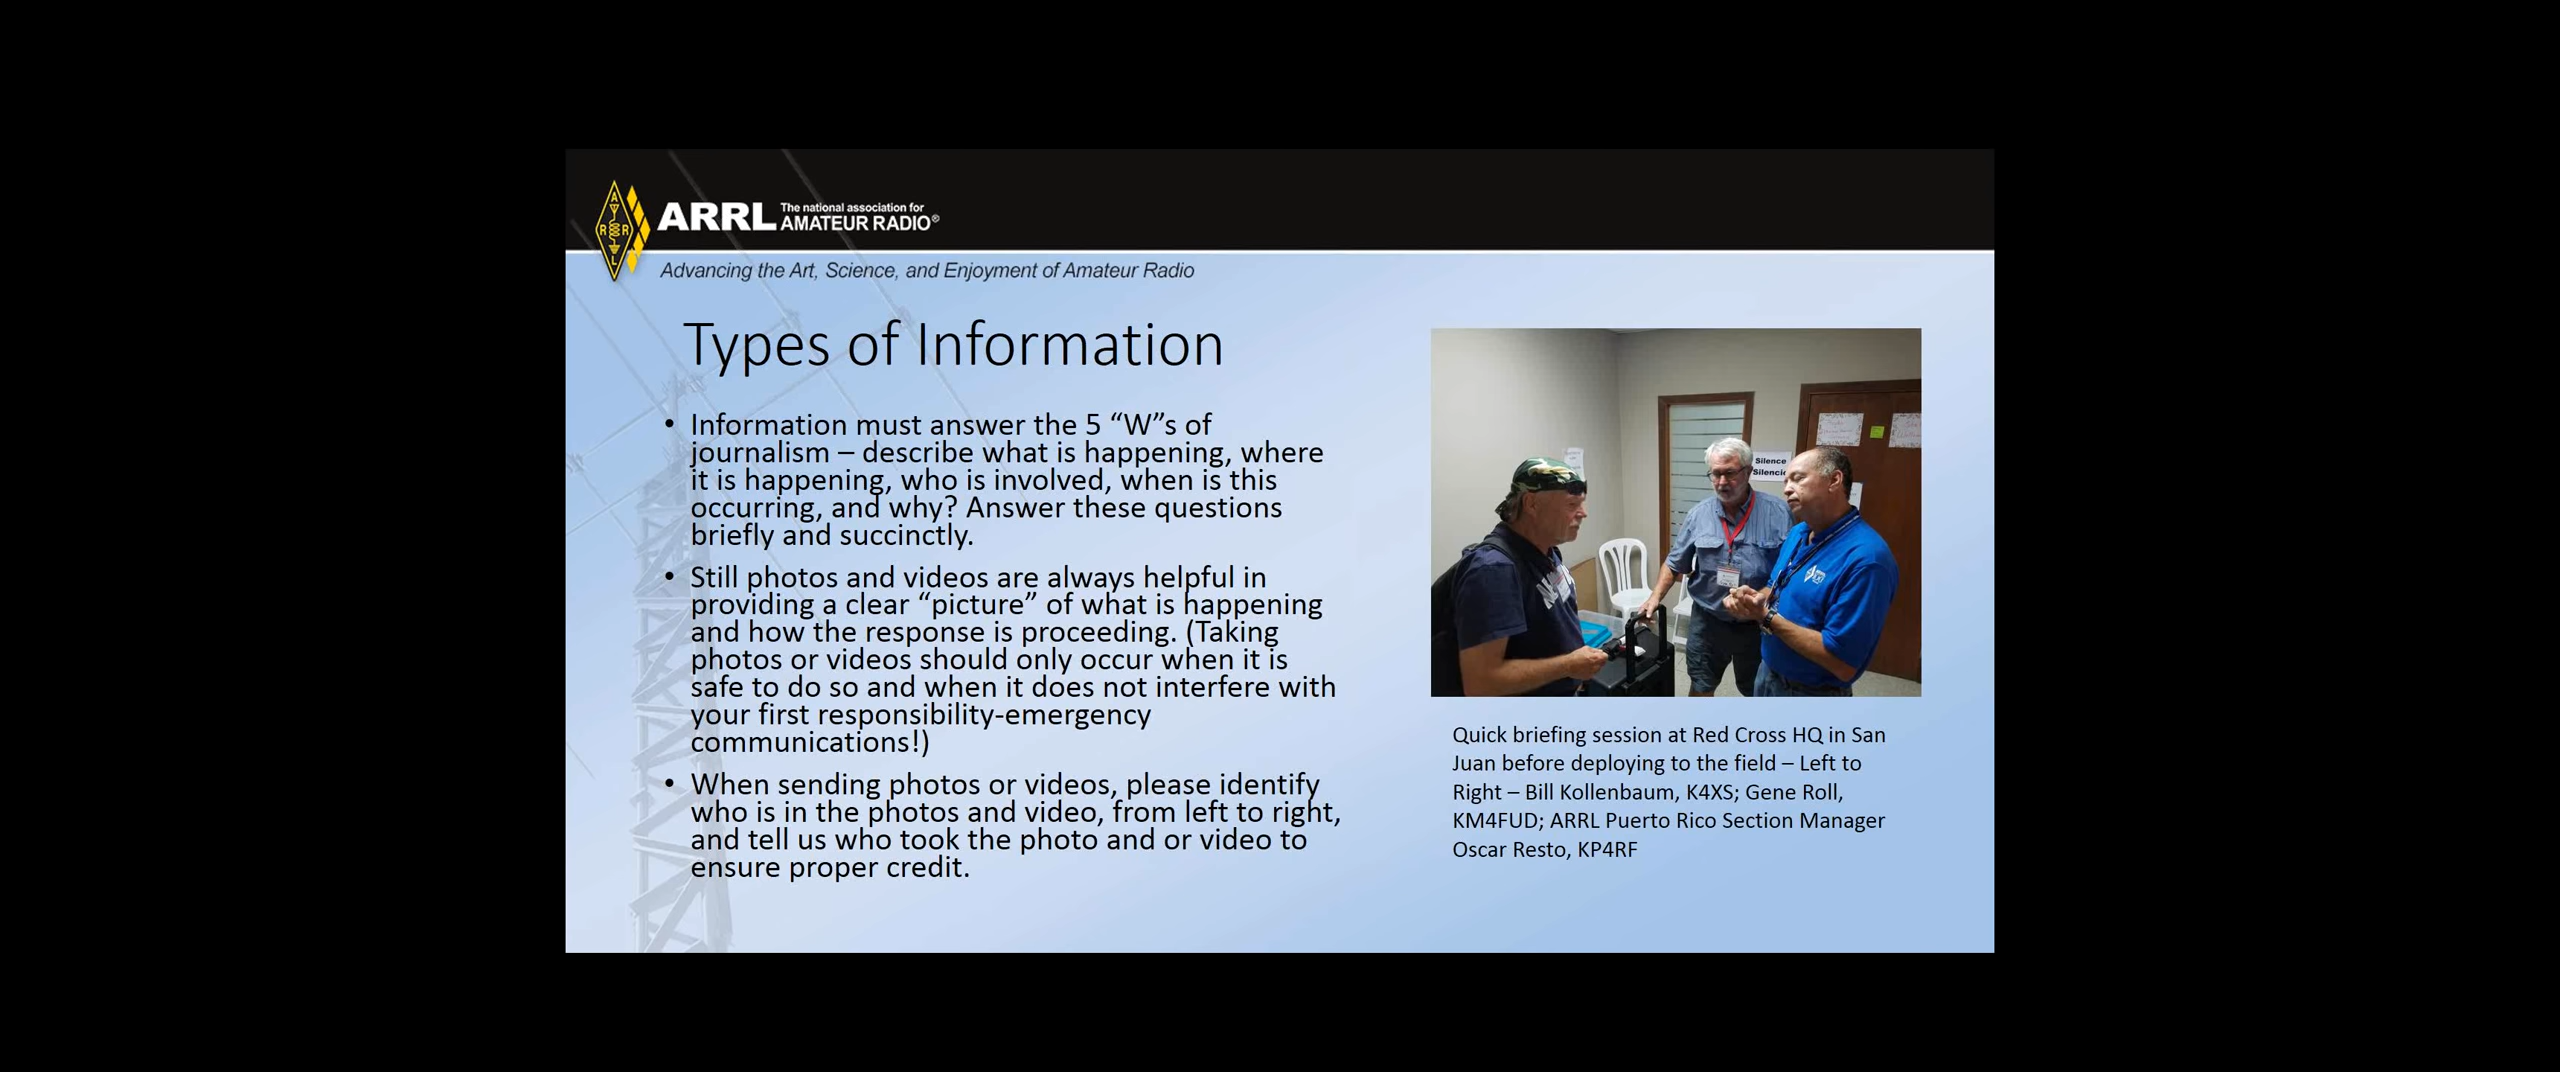 ARRL The national association for
AMATEUR RADIO®
Advancing the Art, Science, and Enjoyment of Amateur Radio
Types of Information
• Information must answer the 5 “W”s of
journalism – describe what is happening, where
it is happening, who is involved, when is this
occurring, and why? Answer these questions
briefly and succinctly.
• Still photos and videos are always helpful in
providing a clear “picture” of what is happening
and how the response is proceeding. (Taking
photos or videos should only occur when it is
safe to do so and when it does not interfere with
your first responsibility-emergency
communications!)
• When sending photos or videos, please identify
who is in the photos and video, from left to right,
and tell us who took the photo and or video to
ensure proper credit.
Silence
Silencio
Quick briefing session at Red Cross HQ in San
Juan before deploying to the field – Left to
Right – Bill Kollenbaum, K4XS; Gene Roll,
KM4FUD; ARRL Puerto Rico Section Manager
Oscar Resto, KP4RF